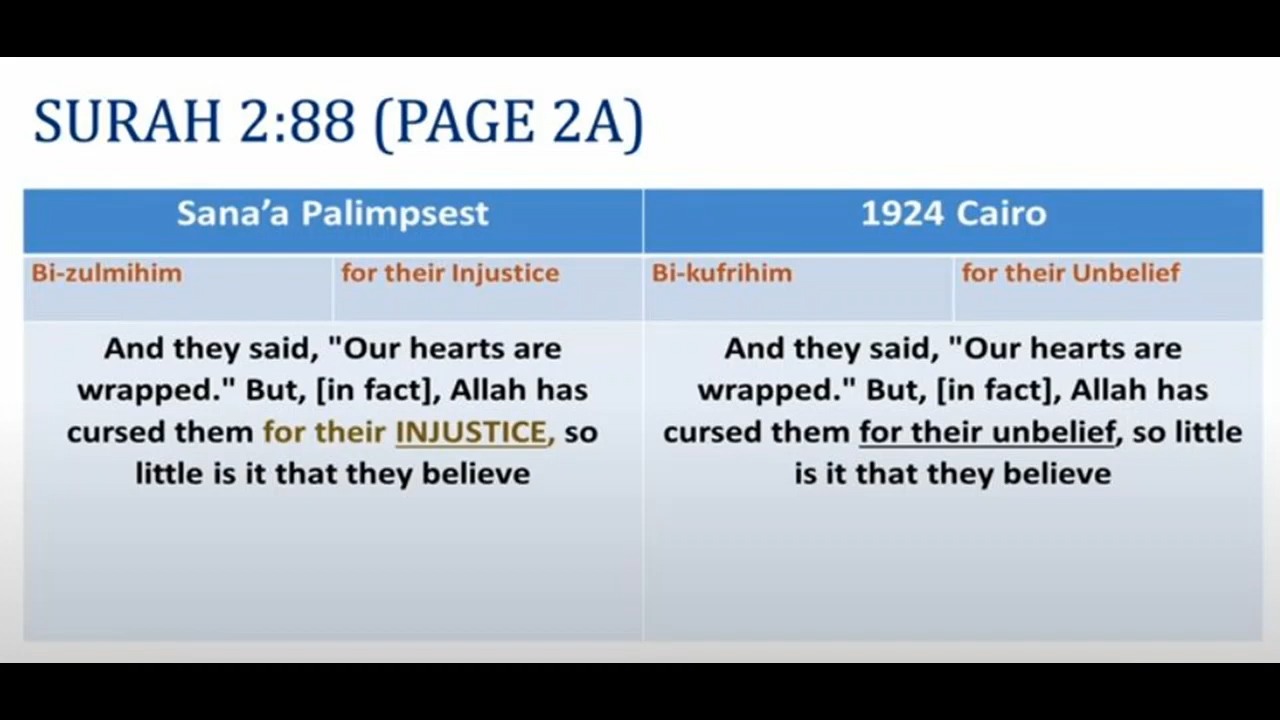 SURAH 2:88 (PAGE 2A)
Sana’a Palimpsest
1924 Cairo
Bi-zulmihim
for their Injustice
Bi-kufrihim
for their Unbelief
And they said, "Our hearts are
wrapped." But, [in fact], Allah has
cursed them for their INJUSTICE, so
little is it that they believe
And they said, "Our hearts are
wrapped." But, [in fact], Allah has
cursed them for their unbelief, so little
is it that they believe